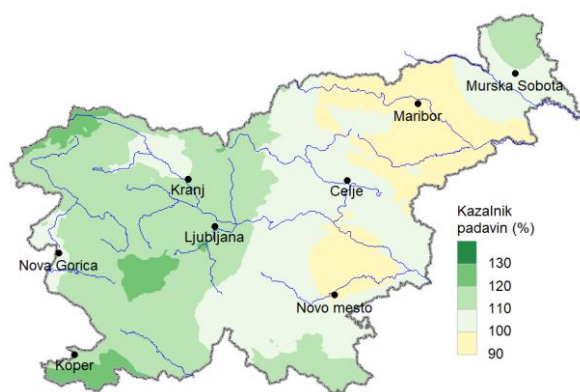 Murska Sobota
Maribor
Kranj
Celje
Ljubljana
Nova Gorica
Novo mesto
Koper
Kazalnik
padavin (%)
130
120
110
100
90